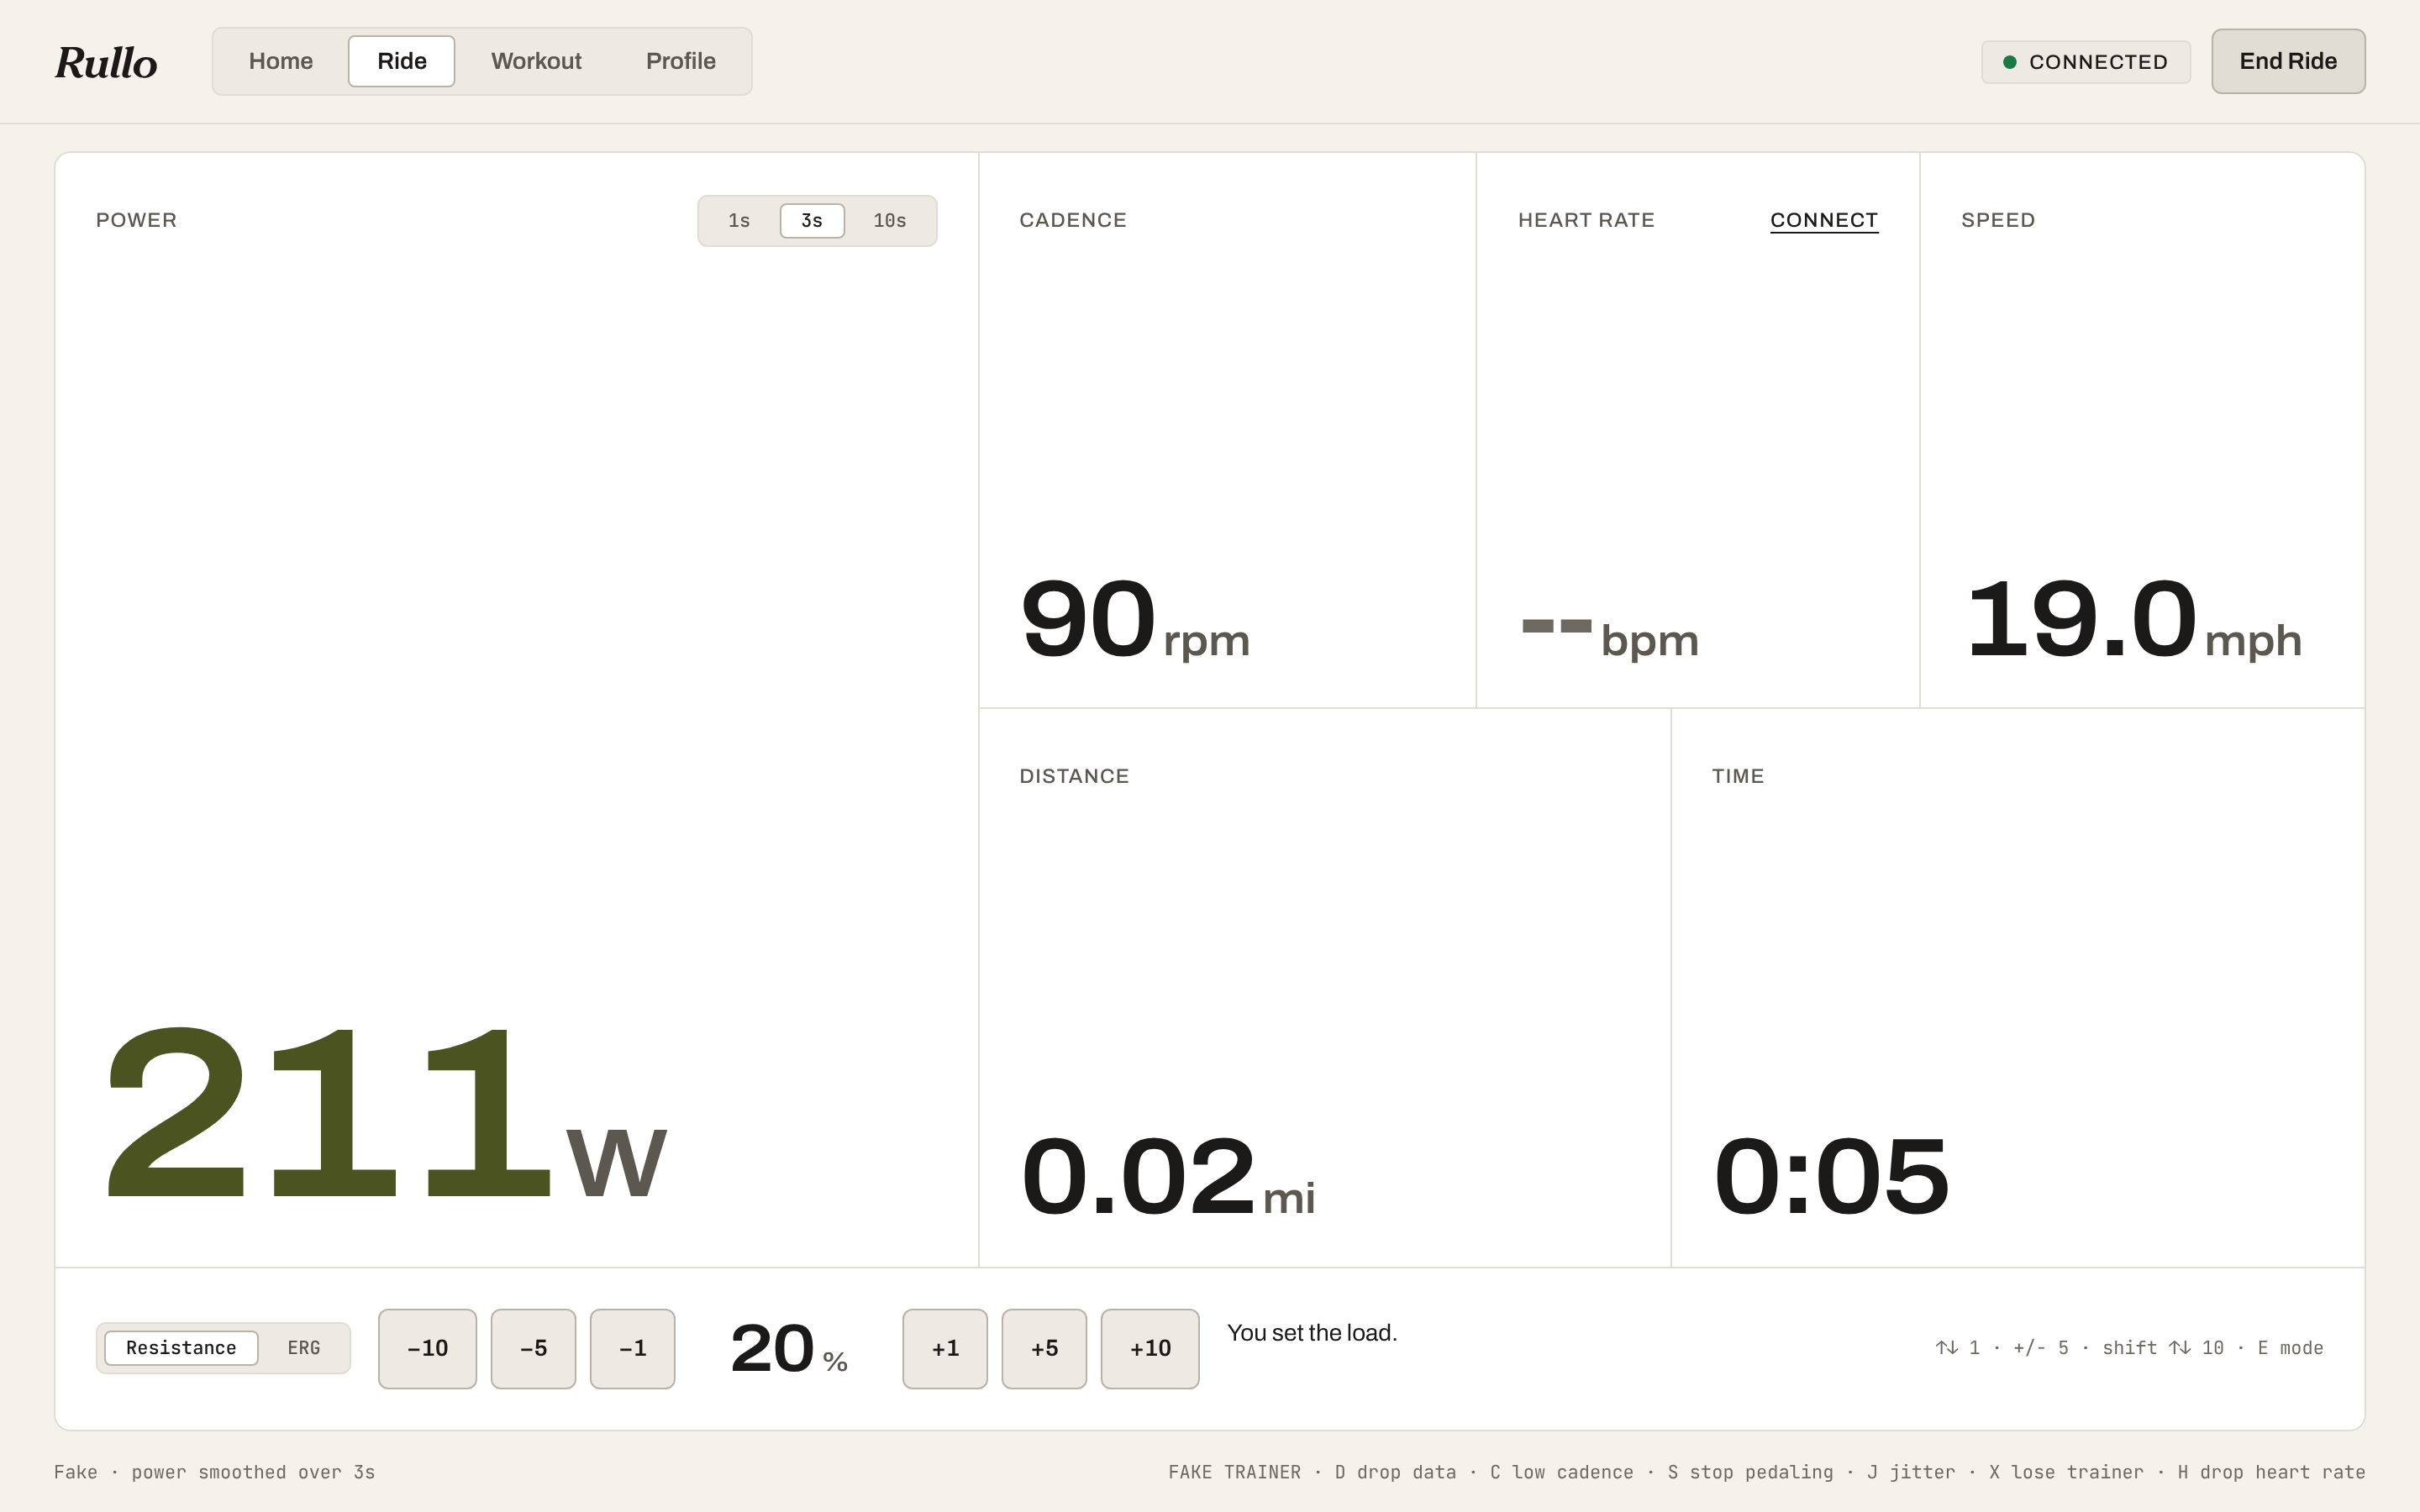 Rullo
Home Ride Workout Profile
CONNECTED
End Ride
POWER
1s 3s 10s
211 W
CADENCE
90 rpm
HEART RATE CONNECT
-- bpm
SPEED
19.0 mph
DISTANCE
0.02 mi
TIME
0:05
Resistance ERG
−10 −5 −1 20 % +1 +5 +10
You set the load.
↑↓ 1 · +/- 5 · shift ↑↓ 10 · E mode
Fake · power smoothed over 3s
FAKE TRAINER · D drop data · C low cadence · S stop pedaling · J jitter · X lose trainer · H drop heart rate